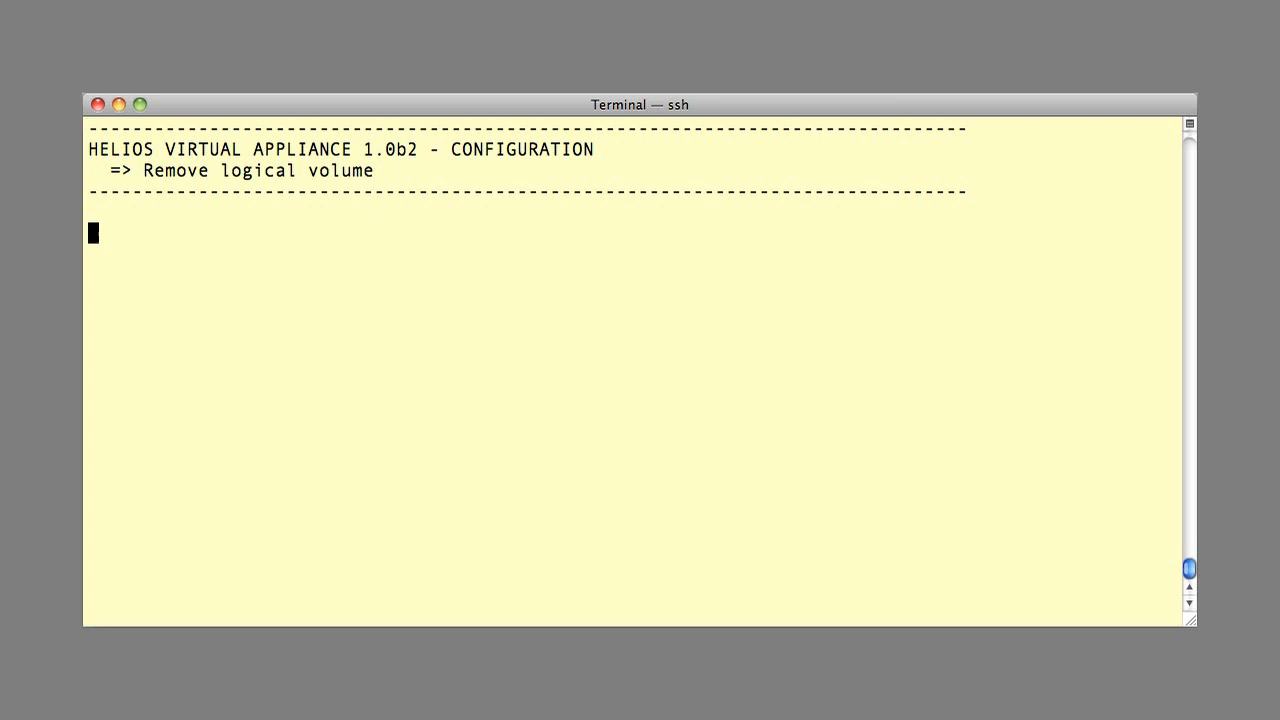 Terminal — ssh
--------------------------------------------------------------------------------
HELIOS VIRTUAL APPLIANCE 1.0b2 - CONFIGURATION
  => Remove logical volume
--------------------------------------------------------------------------------